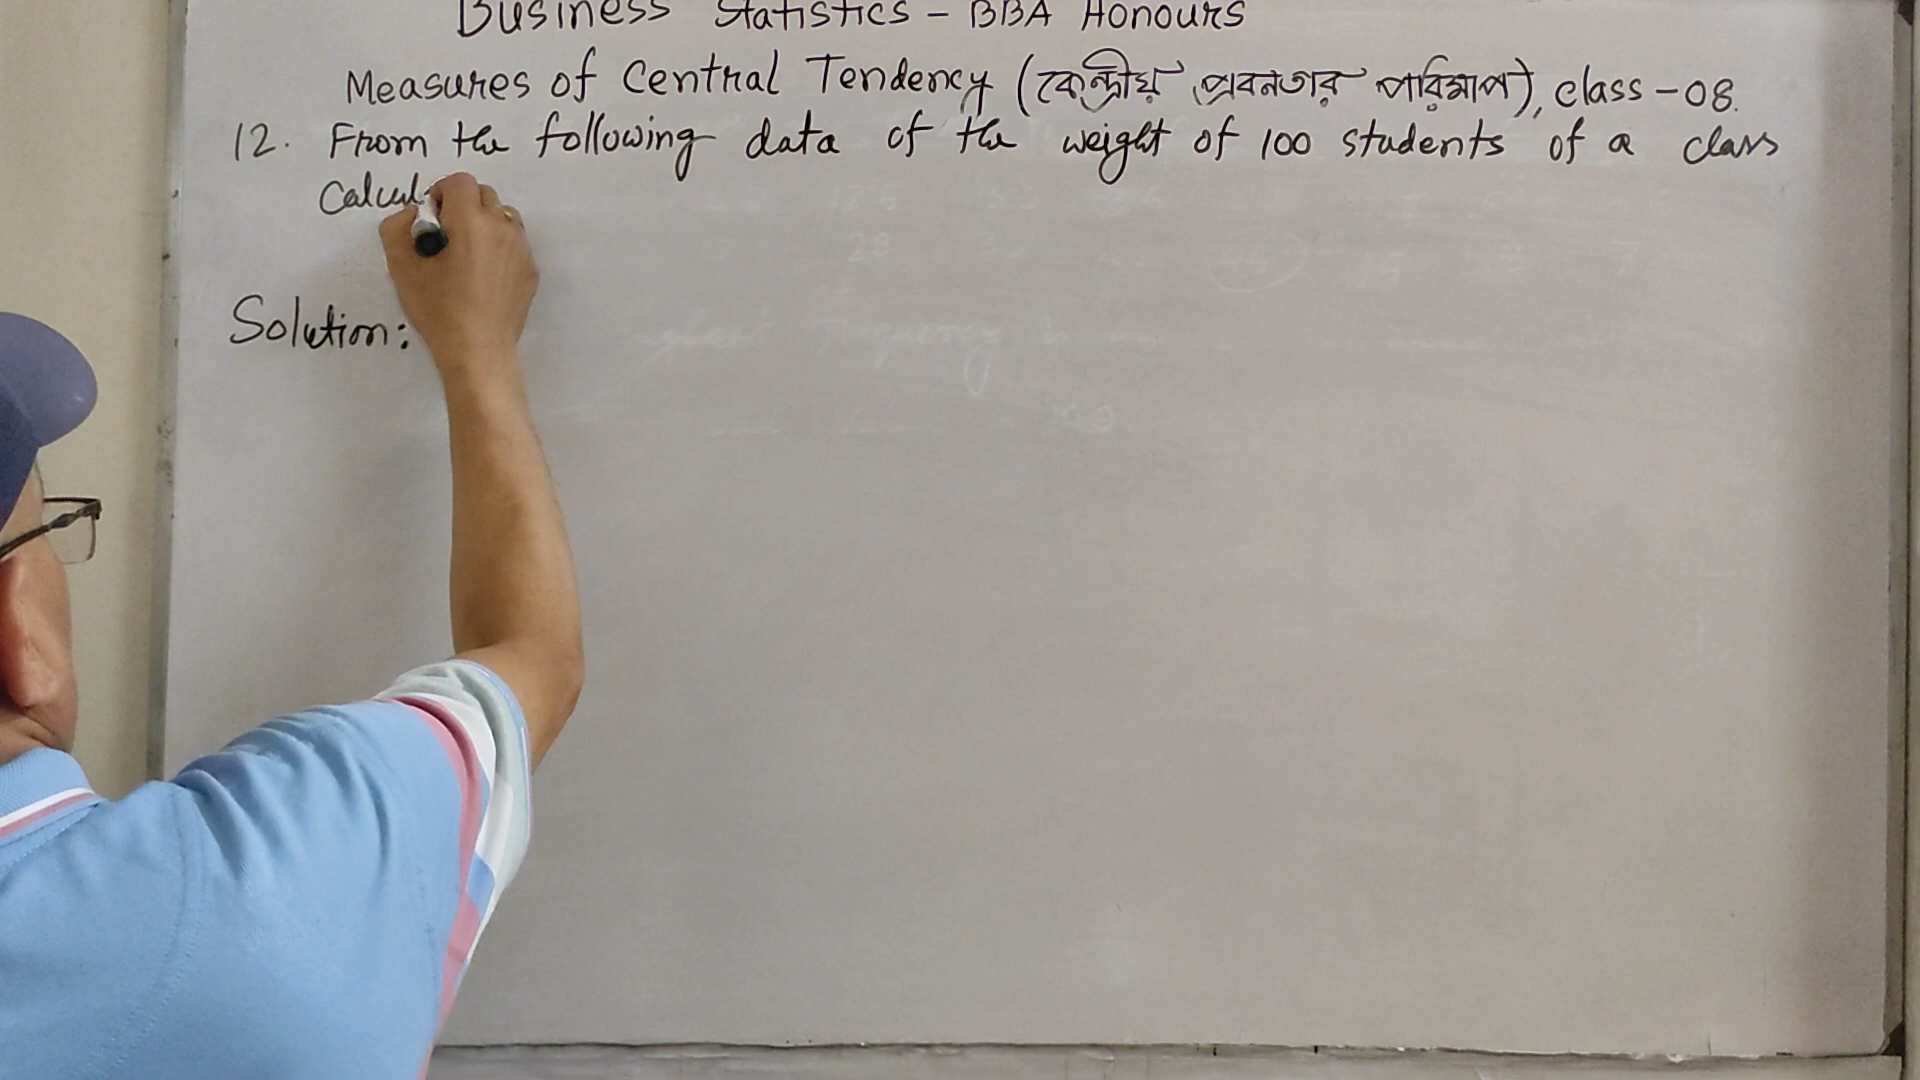 Business Statistics - BBA Honours
Measures of Central Tendency (কেন্দ্রীয় প্রবনতার পরিমাপ), class-08.
12. From the following data of the weight of 100 students of a class
Calcul
Solution: